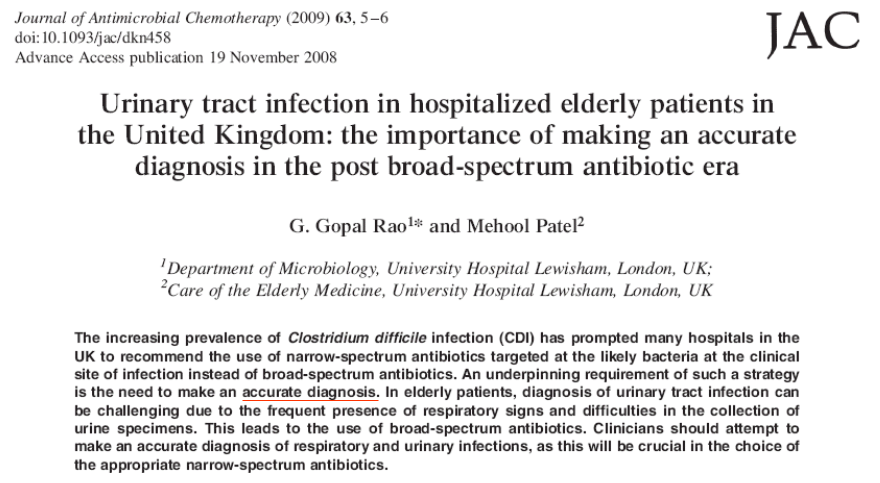 Journal of Antimicrobial Chemotherapy (2009) 63, 5–6
doi:10.1093/jac/dkn458
Advance Access publication 19 November 2008
JAC
Urinary tract infection in hospitalized elderly patients in
the United Kingdom: the importance of making an accurate
diagnosis in the post broad-spectrum antibiotic era
G. Gopal Rao1* and Mehool Patel2
1Department of Microbiology, University Hospital Lewisham, London, UK;
2Care of the Elderly Medicine, University Hospital Lewisham, London, UK
The increasing prevalence of Clostridium difficile infection (CDI) has prompted many hospitals in the
UK to recommend the use of narrow-spectrum antibiotics targeted at the likely bacteria at the clinical
site of infection instead of broad-spectrum antibiotics. An underpinning requirement of such a strategy
is the need to make an accurate diagnosis. In elderly patients, diagnosis of urinary tract infection can
be challenging due to the frequent presence of respiratory signs and difficulties in the collection of
urine specimens. This leads to the use of broad-spectrum antibiotics. Clinicians should attempt to
make an accurate diagnosis of respiratory and urinary infections, as this will be crucial in the choice of
the appropriate narrow-spectrum antibiotics.